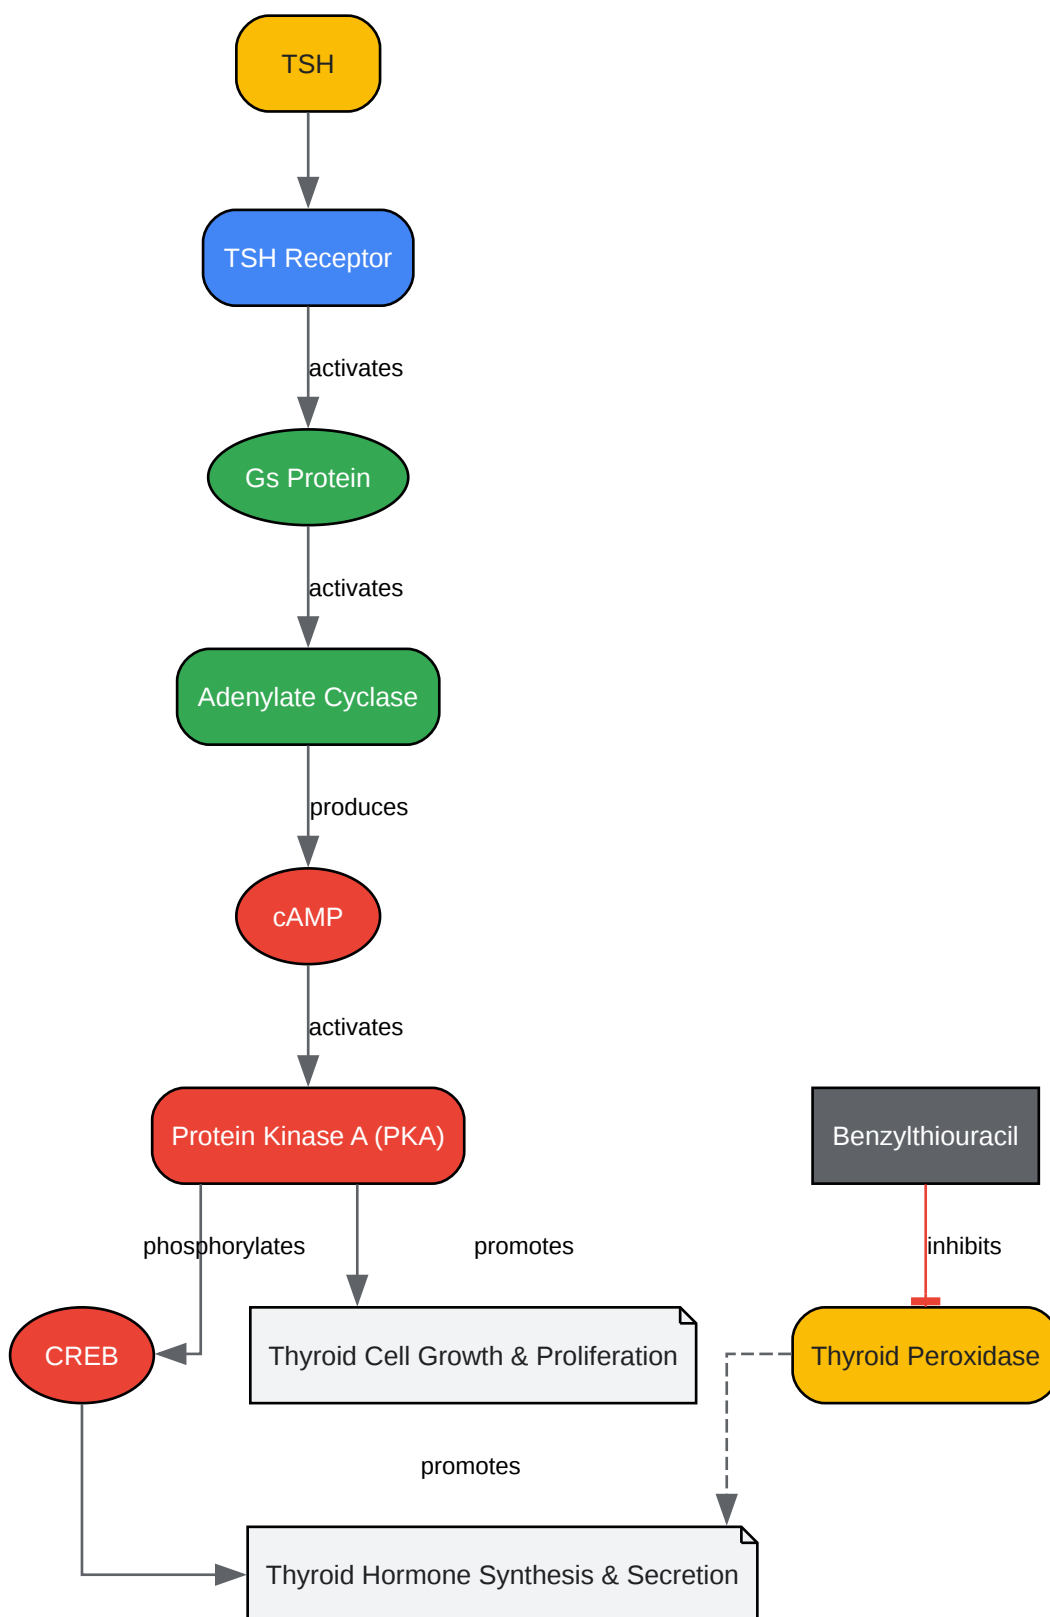 TSH
TSH Receptor
activates
Gs Protein
activates
Adenylate Cyclase
produces
cAMP
activates
Protein Kinase A (PKA)
Benzylthiouracil
phosphorylates
promotes
inhibits
CREB
Thyroid Cell Growth & Proliferation
Thyroid Peroxidase
promotes
Thyroid Hormone Synthesis & Secretion